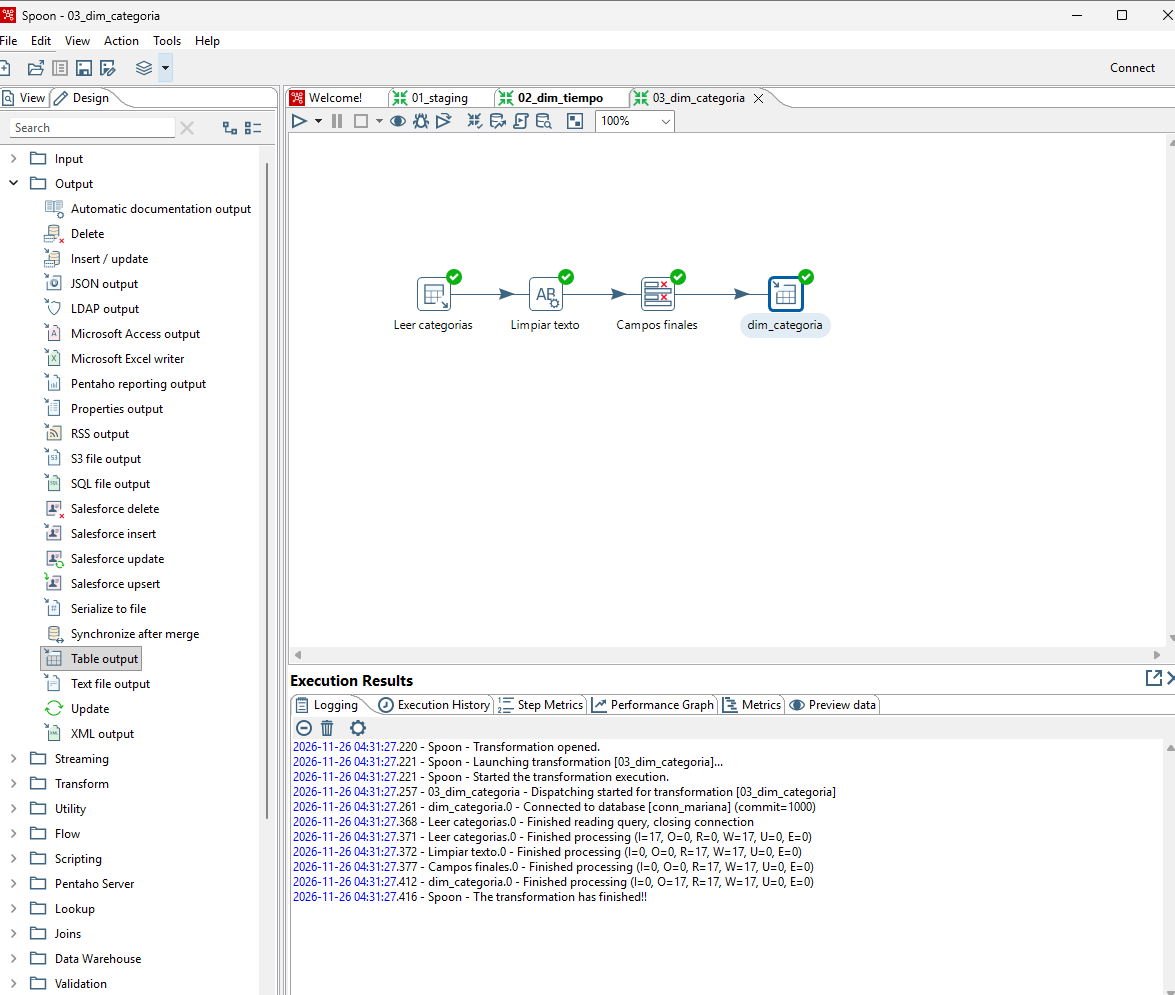 Spoon - 03_dim_categoria
File Edit View Action Tools Help
Connect
View Design
Search
Input
Output
Automatic documentation output
Delete
Insert / update
JSON output
LDAP output
Microsoft Access output
Microsoft Excel writer
Pentaho reporting output
Properties output
RSS output
S3 file output
SQL file output
Salesforce delete
Salesforce insert
Salesforce update
Salesforce upsert
Serialize to file
Synchronize after merge
Table output
Text file output
Update
XML output
Streaming
Transform
Utility
Flow
Scripting
Pentaho Server
Lookup
Joins
Data Warehouse
Validation
Welcome! 01_staging 02_dim_tiempo 03_dim_categoria
100%
Leer categorias Limpiar texto Campos finales dim_categoria
Execution Results
Logging Execution History Step Metrics Performance Graph Metrics Preview data
2026-11-26 04:31:27.220 - Spoon - Transformation opened.
2026-11-26 04:31:27.221 - Spoon - Launching transformation [03_dim_categoria]...
2026-11-26 04:31:27.221 - Spoon - Started the transformation execution.
2026-11-26 04:31:27.257 - 03_dim_categoria - Dispatching started for transformation [03_dim_categoria]
2026-11-26 04:31:27.261 - dim_categoria.0 - Connected to database [conn_mariana] (commit=1000)
2026-11-26 04:31:27.368 - Leer categorias.0 - Finished reading query, closing connection
2026-11-26 04:31:27.371 - Leer categorias.0 - Finished processing (I=17, O=0, R=0, W=17, U=0, E=0)
2026-11-26 04:31:27.372 - Limpiar texto.0 - Finished processing (I=0, O=0, R=17, W=17, U=0, E=0)
2026-11-26 04:31:27.377 - Campos finales.0 - Finished processing (I=0, O=0, R=17, W=17, U=0, E=0)
2026-11-26 04:31:27.412 - dim_categoria.0 - Finished processing (I=0, O=17, R=17, W=17, U=0, E=0)
2026-11-26 04:31:27.416 - Spoon - The transformation has finished!!